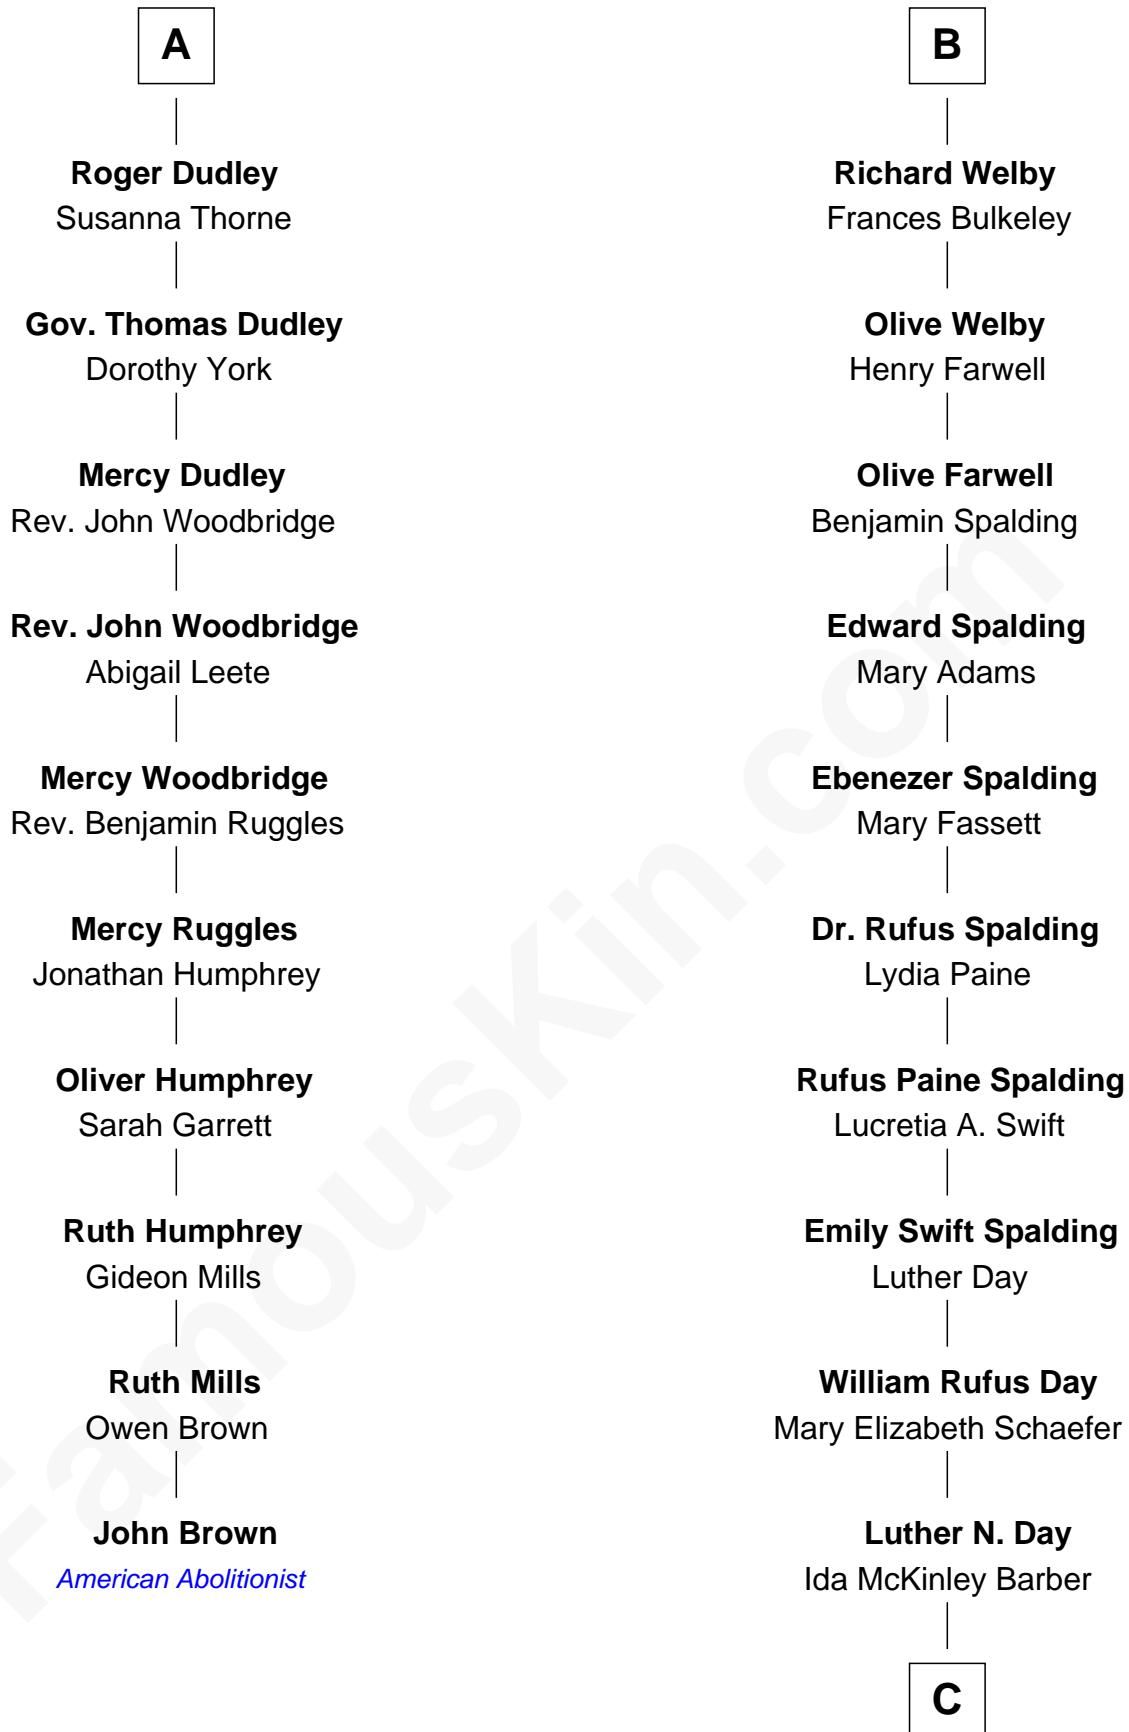 A
Roger Dudley
Susanna Thorne
Gov. Thomas Dudley
Dorothy York
Mercy Dudley
Rev. John Woodbridge
Rev. John Woodbridge
Abigail Leete
Mercy Woodbridge
Rev. Benjamin Ruggles
Mercy Ruggles
Jonathan Humphrey
Oliver Humphrey
Sarah Garrett
Ruth Humphrey
Gideon Mills
Ruth Mills
Owen Brown
John Brown
American Abolitionist
B
Richard Welby
Frances Bulkeley
Olive Welby
Henry Farwell
Olive Farwell
Benjamin Spalding
Edward Spalding
Mary Adams
Ebenezer Spalding
Mary Fassett
Dr. Rufus Spalding
Lydia Paine
Rufus Paine Spalding
Lucretia A. Swift
Emily Swift Spalding
Luther Day
William Rufus Day
Mary Elizabeth Schaefer
Luther N. Day
Ida McKinley Barber
C
FamousKin.com